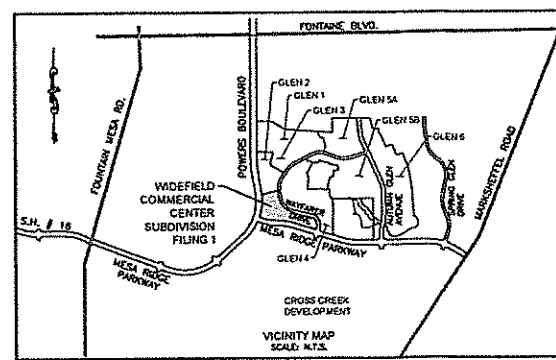 FONTAINE BLVD.
FOUNTAIN MESA RD.
POWERS BOULEVARD
GLEN 2
GLEN 1
GLEN 3
GLEN 5A
GLEN 5B
GLEN 6
MARKSHEFFEL ROAD
WIDEFIELD
COMMERCIAL
CENTER
SUBDIVISION
FILING 1
WAYFARER
DRIVE
AUTUMN GLEN
AVENUE
SPRING GLEN
DRIVE
S.H. # 16
MESA RIDGE
PARKWAY
MESA RIDGE PARKWAY
GLEN 4
CROSS CREEK
DEVELOPMENT
VICINITY MAP
SCALE: N.T.S.